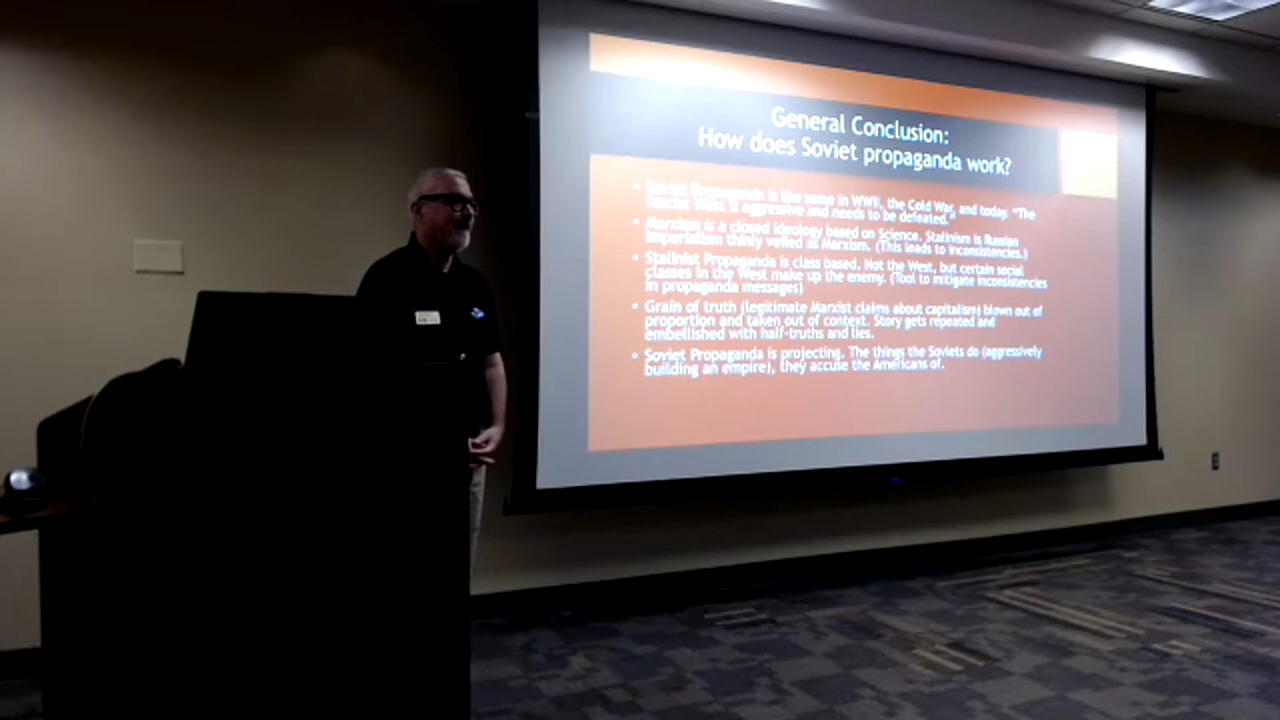 General Conclusion:
How does Soviet propaganda work?
• Soviet Propaganda is the same in WWII, the Cold War, and today. "The
fascist West is aggressive and needs to be defeated."
• Marxism is a closed ideology based on Science. Stalinism is Russian
Imperialism thinly veiled as Marxism. (This leads to inconsistencies.)
• Stalinist Propaganda is class based. Not the West, but certain social
classes in the West make up the enemy. (Tool to mitigate inconsistencies
in propaganda messages)
• Grain of truth (legitimate Marxist claims about capitalism) blown out of
proportion and taken out of context. Story gets repeated and
embellished with half-truths and lies.
• Soviet Propaganda is projecting. The things the Soviets do (aggressively
building an empire), they accuse the Americans of.